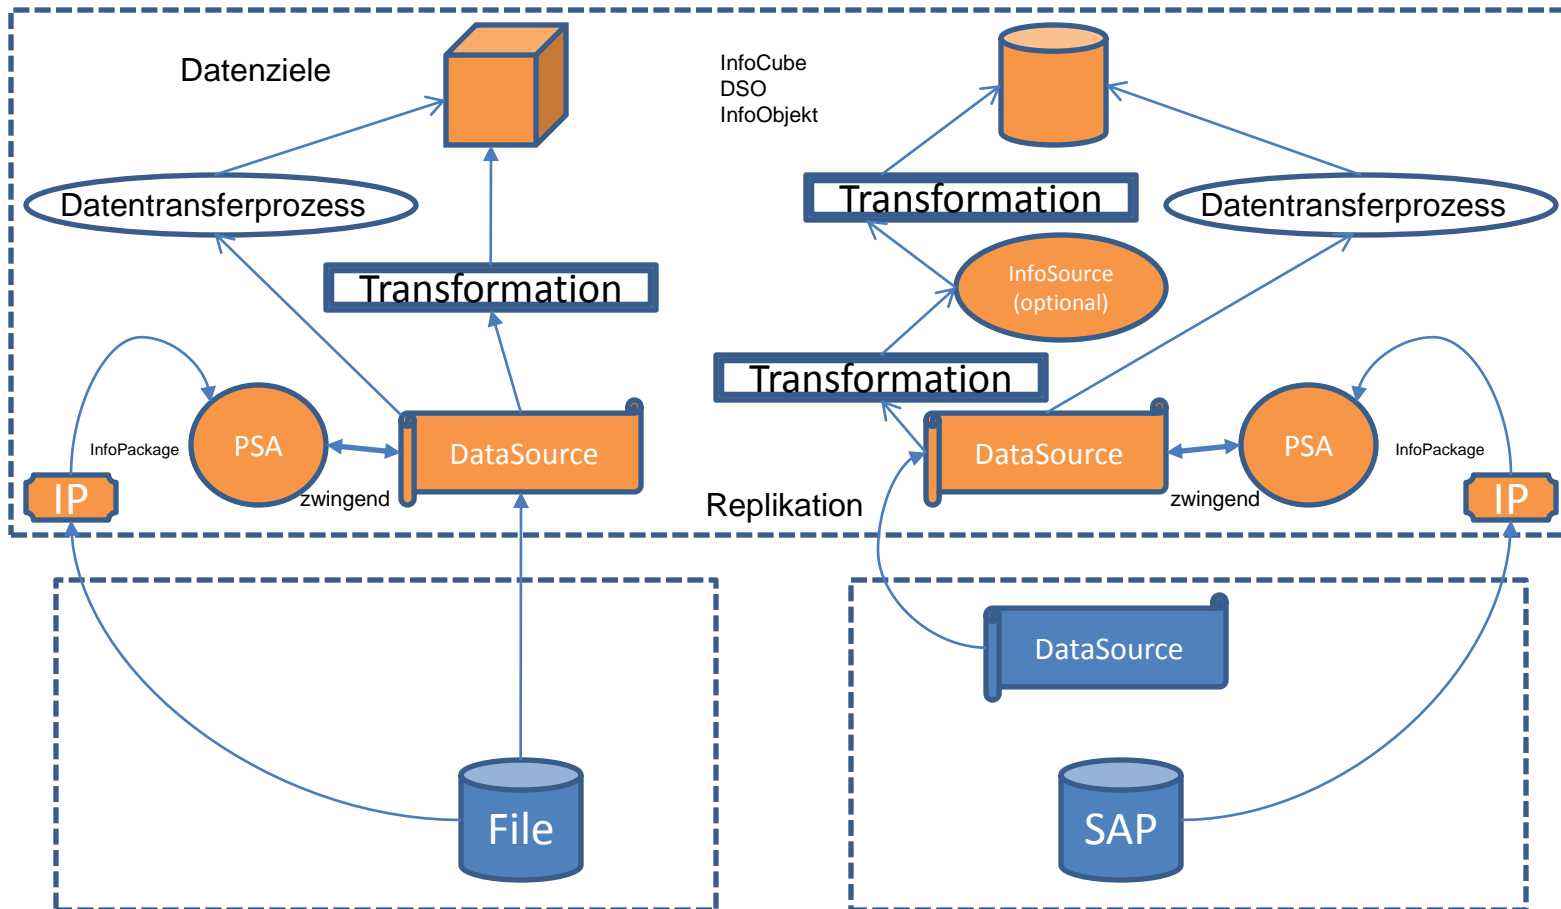 Datenziele
InfoCube
DSO
InfoObjekt
Datentransferprozess
Transformation
Datentransferprozess
Transformation
InfoSource
(optional)
Transformation
InfoPackage
PSA
DataSource
DataSource
PSA
InfoPackage
IP
zwingend
Replikation
zwingend
IP
DataSource
File
SAP